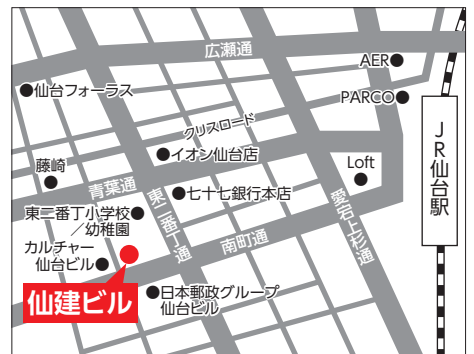 広瀬通
AER
仙台フォーラス
PARCO
クリスロード
イオン仙台店
JR仙台駅
藤崎
Loft
青葉通
七十七銀行本店
東二番丁通
愛宕上杉通
東二番丁小学校
／幼稚園
南町通
カルチャー
仙台ビル
仙建ビル
日本郵政グループ
仙台ビル